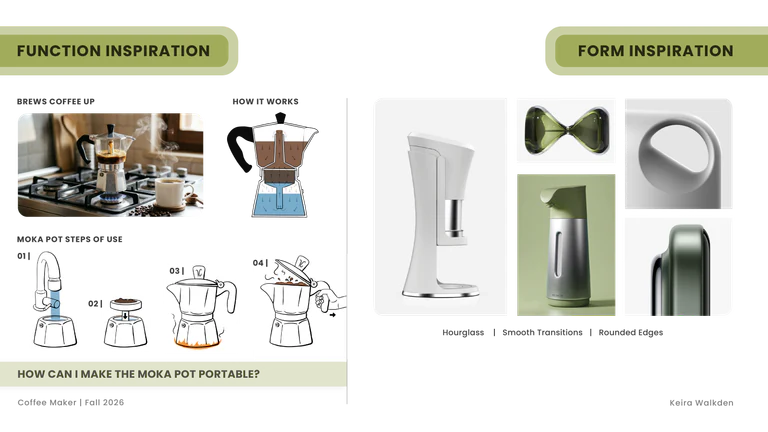 FUNCTION INSPIRATION
FORM INSPIRATION
BREWS COFFEE UP
HOW IT WORKS
MOKA POT STEPS OF USE
01 |
02 |
03 |
04 |
HOW CAN I MAKE THE MOKA POT PORTABLE?
Hourglass | Smooth Transitions | Rounded Edges
Coffee Maker | Fall 2026
Keira Walkden